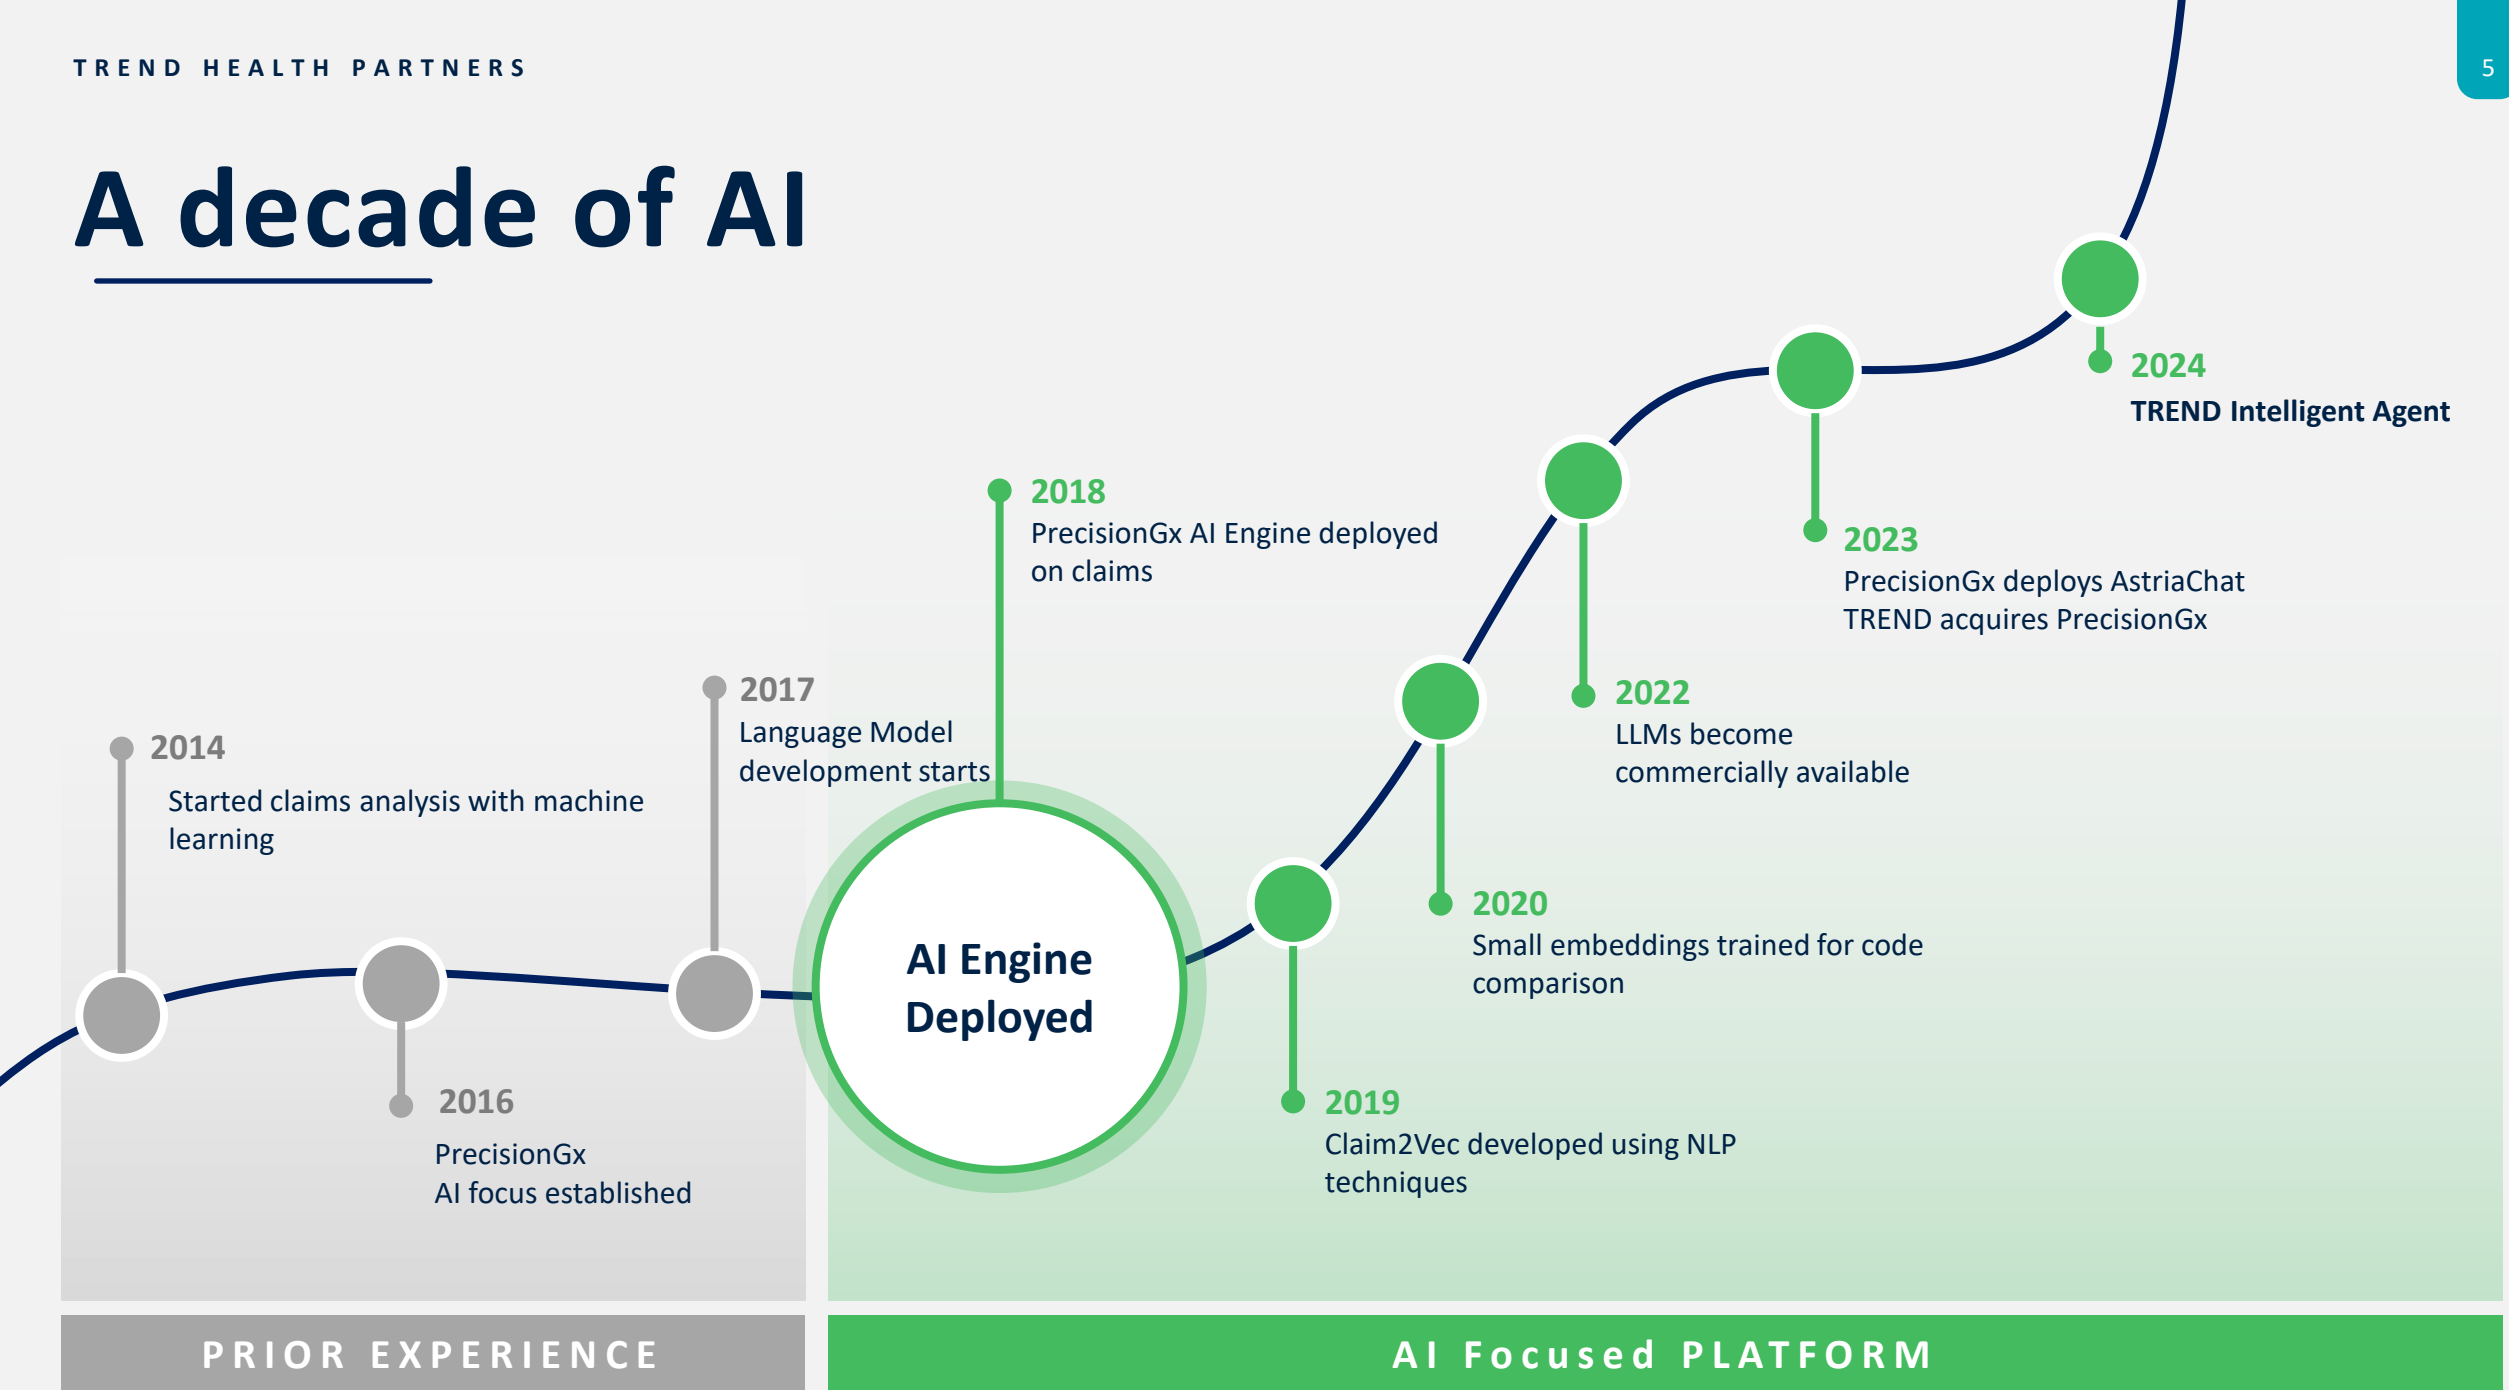 TREND HEALTH PARTNERS
5
A decade of AI
2014
Started claims analysis with machine
learning
2016
PrecisionGx
AI focus established
2017
Language Model
development starts
2018
PrecisionGx AI Engine deployed
on claims
AI Engine
Deployed
2019
Claim2Vec developed using NLP
techniques
2020
Small embeddings trained for code
comparison
2022
LLMs become
commercially available
2023
PrecisionGx deploys AstriaChat
TREND acquires PrecisionGx
2024
TREND Intelligent Agent
PRIOR EXPERIENCE
AI Focused PLATFORM